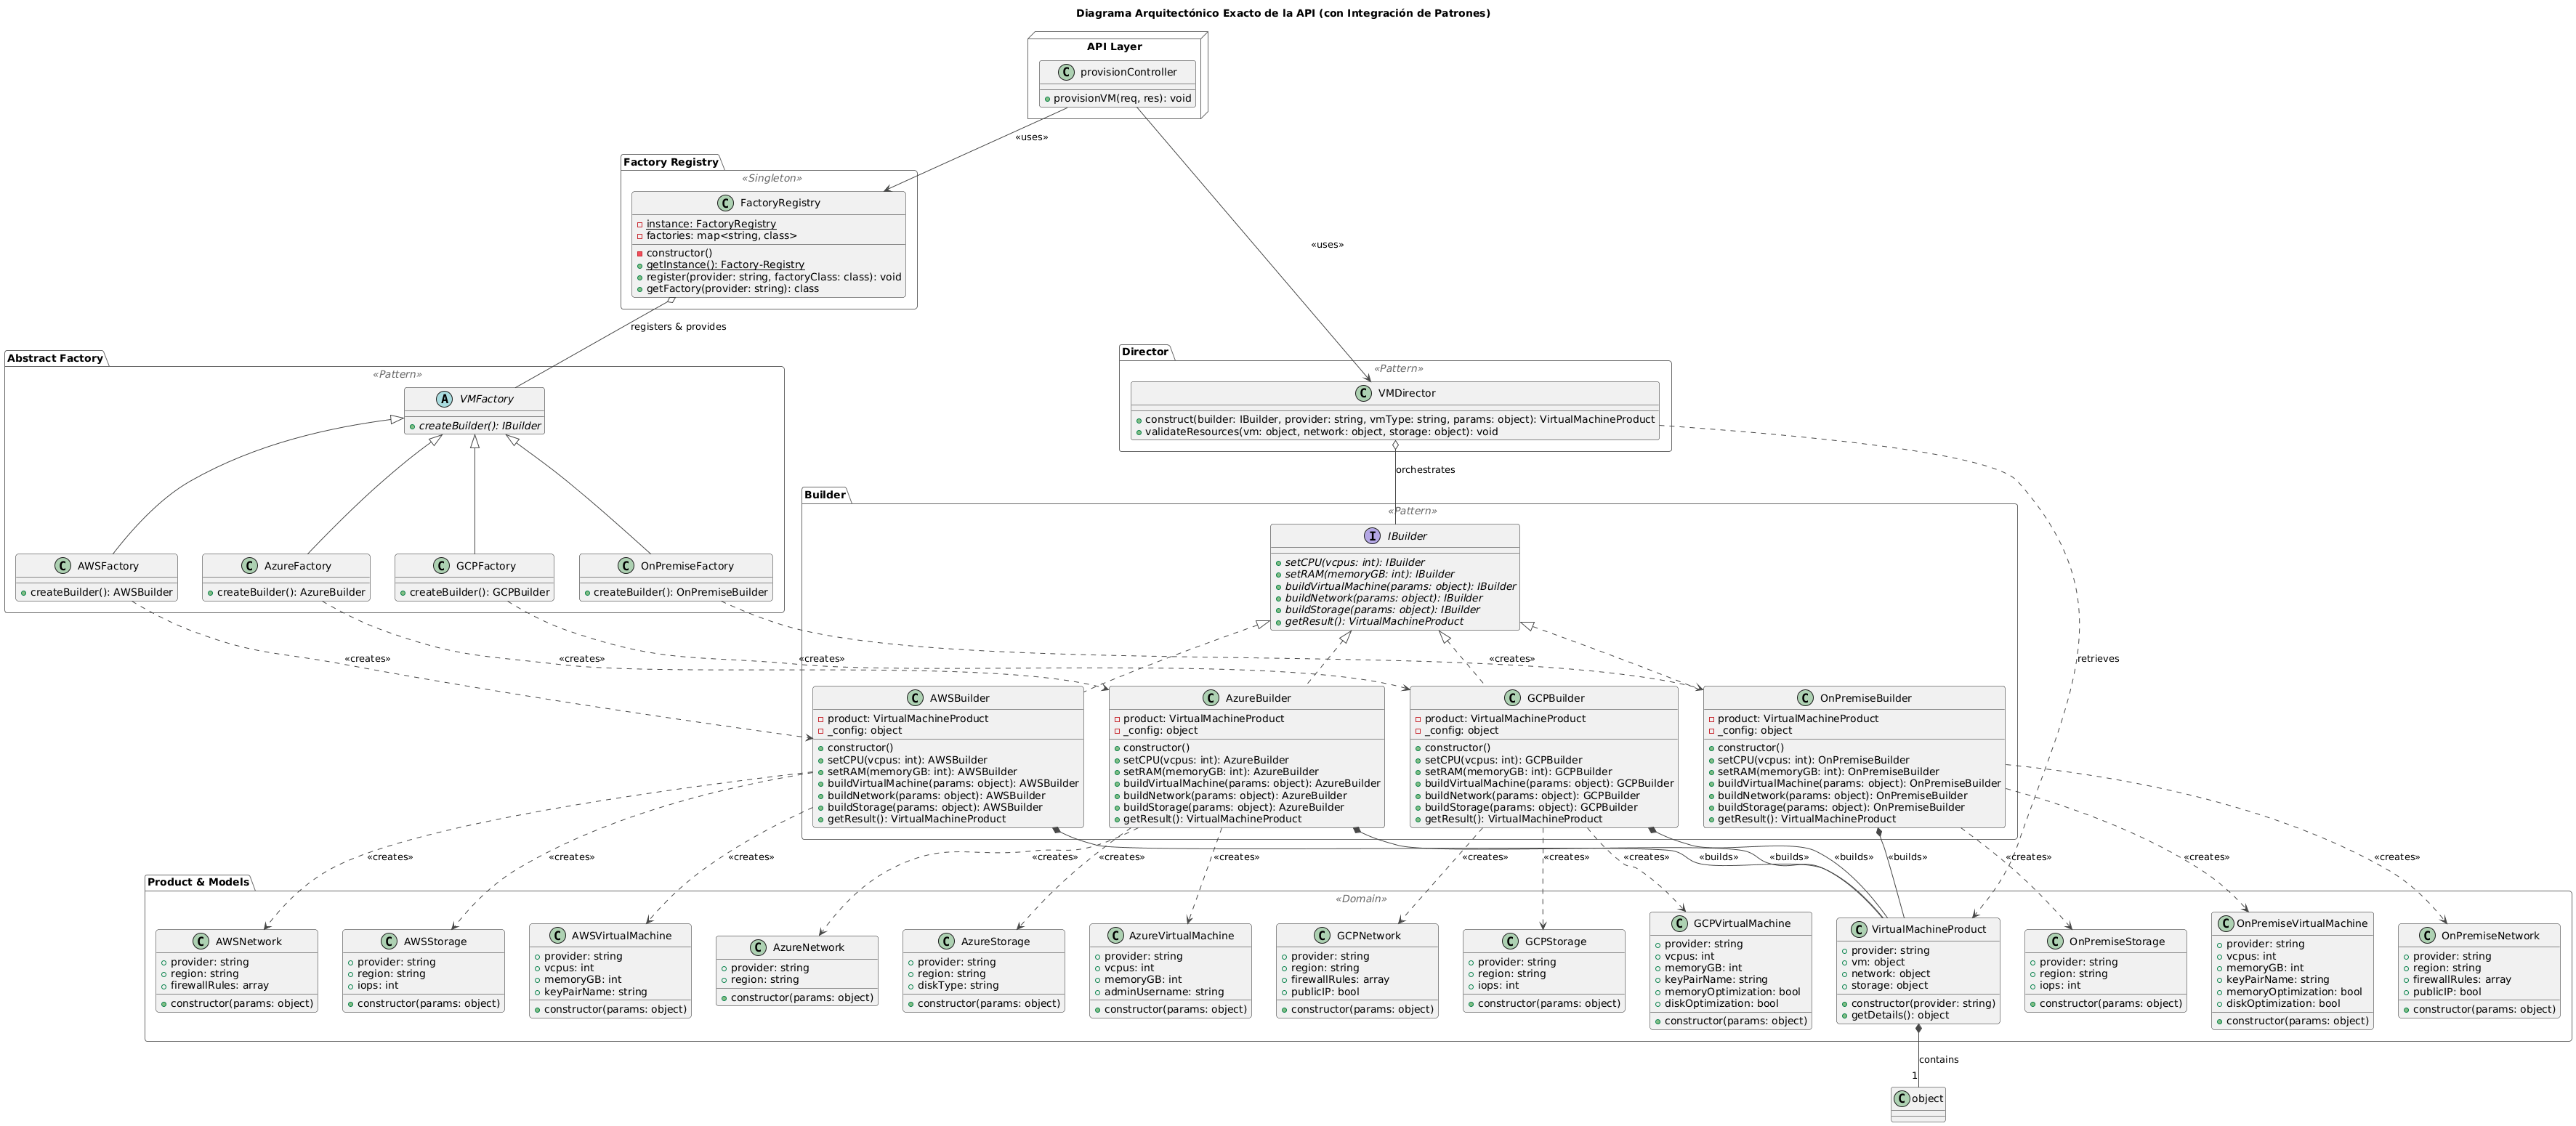 Diagrama Arquitectónico Exacto de la API (con Integración de Patrones)
API Layer
provisionController
provisionVM(req, res): void
«uses»
«uses»
Factory Registry
«Singleton»
FactoryRegistry
instance: FactoryRegistry
factories: map<string, class>
constructor()
getInstance(): Factory-Registry
register(provider: string, factoryClass: class): void
getFactory(provider: string): class
registers & provides
Abstract Factory
«Pattern»
VMFactory
createBuilder(): IBuilder
AWSFactory
createBuilder(): AWSBuilder
AzureFactory
createBuilder(): AzureBuilder
GCPFactory
createBuilder(): GCPBuilder
OnPremiseFactory
createBuilder(): OnPremiseBuilder
Director
«Pattern»
VMDirector
construct(builder: IBuilder, provider: string, vmType: string, params: object): VirtualMachineProduct
validateResources(vm: object, network: object, storage: object): void
orchestrates
retrieves
Builder
«Pattern»
IBuilder
setCPU(vcpus: int): IBuilder
setRAM(memoryGB: int): IBuilder
buildVirtualMachine(params: object): IBuilder
buildNetwork(params: object): IBuilder
buildStorage(params: object): IBuilder
getResult(): VirtualMachineProduct
«creates»
«creates»
«creates»
«creates»
AWSBuilder
product: VirtualMachineProduct
_config: object
constructor()
setCPU(vcpus: int): AWSBuilder
setRAM(memoryGB: int): AWSBuilder
buildVirtualMachine(params: object): AWSBuilder
buildNetwork(params: object): AWSBuilder
buildStorage(params: object): AWSBuilder
getResult(): VirtualMachineProduct
AzureBuilder
product: VirtualMachineProduct
_config: object
constructor()
setCPU(vcpus: int): AzureBuilder
setRAM(memoryGB: int): AzureBuilder
buildVirtualMachine(params: object): AzureBuilder
buildNetwork(params: object): AzureBuilder
buildStorage(params: object): AzureBuilder
getResult(): VirtualMachineProduct
GCPBuilder
product: VirtualMachineProduct
_config: object
constructor()
setCPU(vcpus: int): GCPBuilder
setRAM(memoryGB: int): GCPBuilder
buildVirtualMachine(params: object): GCPBuilder
buildNetwork(params: object): GCPBuilder
buildStorage(params: object): GCPBuilder
getResult(): VirtualMachineProduct
OnPremiseBuilder
product: VirtualMachineProduct
_config: object
constructor()
setCPU(vcpus: int): OnPremiseBuilder
setRAM(memoryGB: int): OnPremiseBuilder
buildVirtualMachine(params: object): OnPremiseBuilder
buildNetwork(params: object): OnPremiseBuilder
buildStorage(params: object): OnPremiseBuilder
getResult(): VirtualMachineProduct
«creates»
«creates»
«creates»
«creates»
«creates»
«creates»
«creates»
«creates»
«creates»
«builds»
«builds»
«builds»
«builds»
«creates»
«creates»
«creates»
Product & Models
«Domain»
AWSNetwork
provider: string
region: string
firewallRules: array
constructor(params: object)
AWSStorage
provider: string
region: string
iops: int
constructor(params: object)
AWSVirtualMachine
provider: string
vcpus: int
memoryGB: int
keyPairName: string
constructor(params: object)
AzureNetwork
provider: string
region: string
constructor(params: object)
AzureStorage
provider: string
region: string
diskType: string
constructor(params: object)
AzureVirtualMachine
provider: string
vcpus: int
memoryGB: int
adminUsername: string
constructor(params: object)
GCPNetwork
provider: string
region: string
firewallRules: array
publicIP: bool
constructor(params: object)
GCPStorage
provider: string
region: string
iops: int
constructor(params: object)
GCPVirtualMachine
provider: string
vcpus: int
memoryGB: int
keyPairName: string
memoryOptimization: bool
diskOptimization: bool
constructor(params: object)
VirtualMachineProduct
provider: string
vm: object
network: object
storage: object
constructor(provider: string)
getDetails(): object
OnPremiseStorage
provider: string
region: string
iops: int
constructor(params: object)
OnPremiseVirtualMachine
provider: string
vcpus: int
memoryGB: int
keyPairName: string
memoryOptimization: bool
diskOptimization: bool
constructor(params: object)
OnPremiseNetwork
provider: string
region: string
firewallRules: array
publicIP: bool
constructor(params: object)
contains
1
object